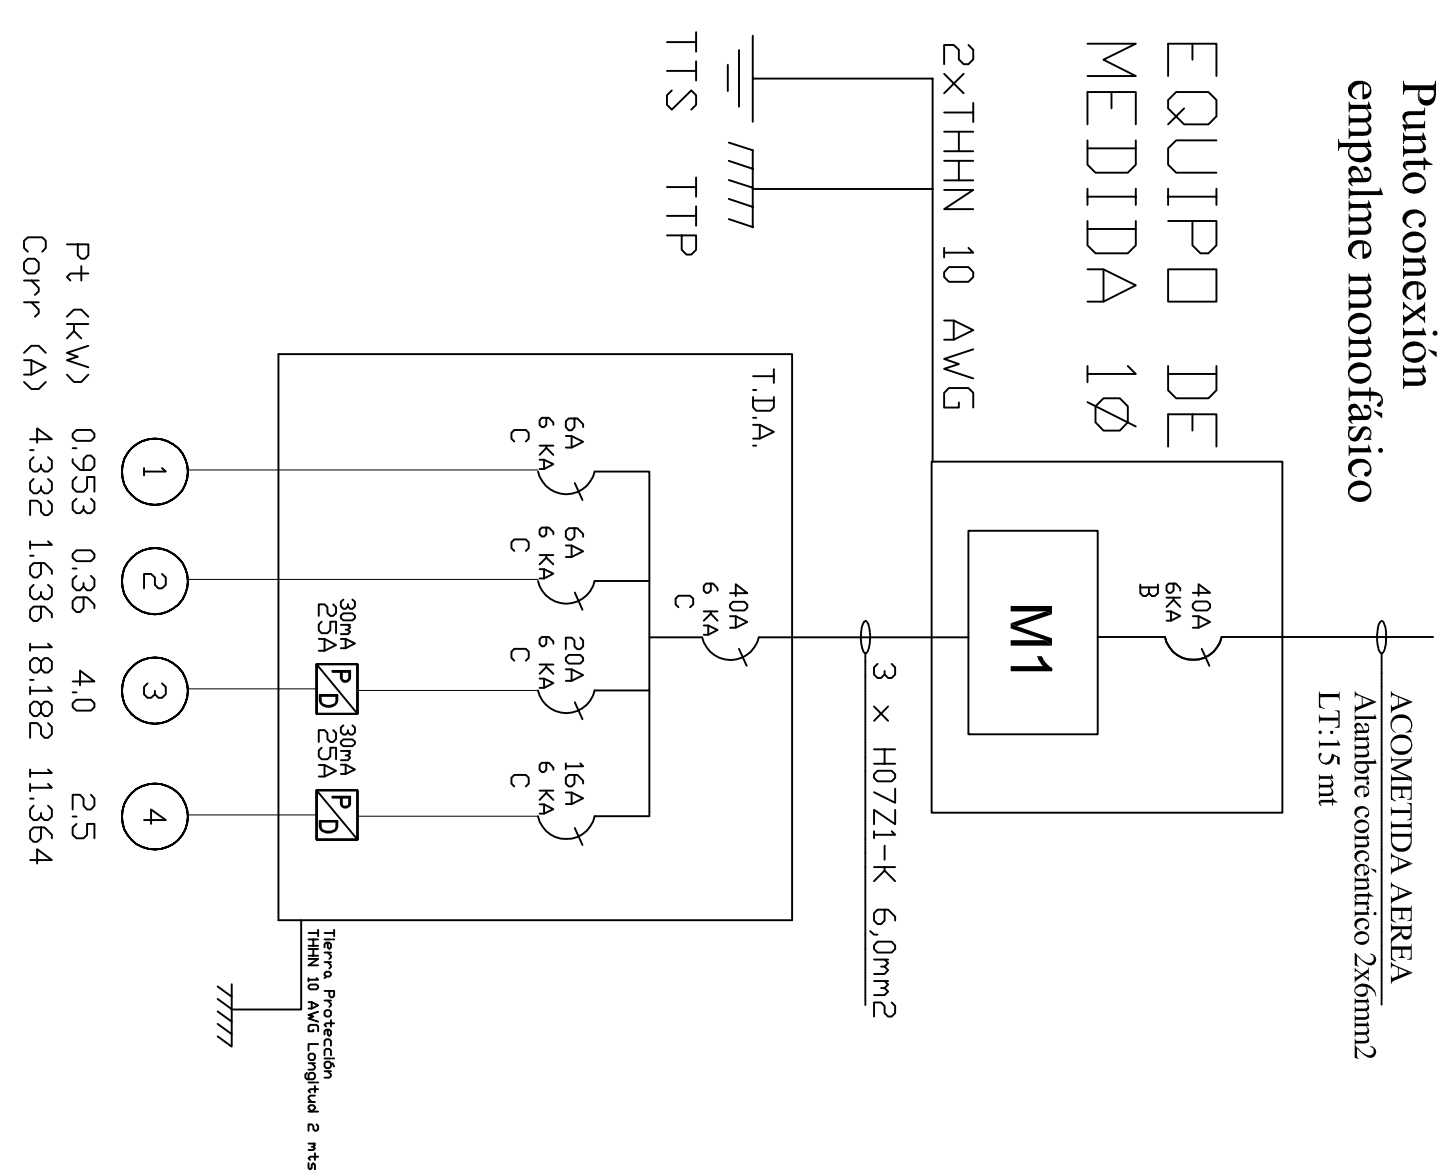 Punto conexión
empalme monofásico
EQUIPO DE
MEDIDA 1Ø
ACOMETIDA AEREA
Alambre concéntrico 2x6mm2
LT:15 mt
40A
6KA
B
M1
2xTHHN 10 AWG
TTS TTP
3 x H07Z1-K 6,0mm2
T.D.A.
40A
6 KA
C
6A
6 KA
C
6A
6 KA
C
20A
6 KA
C
16A
6 KA
C
30mA
25A
P
D
30mA
25A
P
D
Tierra Protección
THHN 10 AWG Longitud 2 mts
1 2 3 4
Pt (kW) 0.953 0.36 4.0 2.5
Corr (A) 4.332 1.636 18.182 11.364